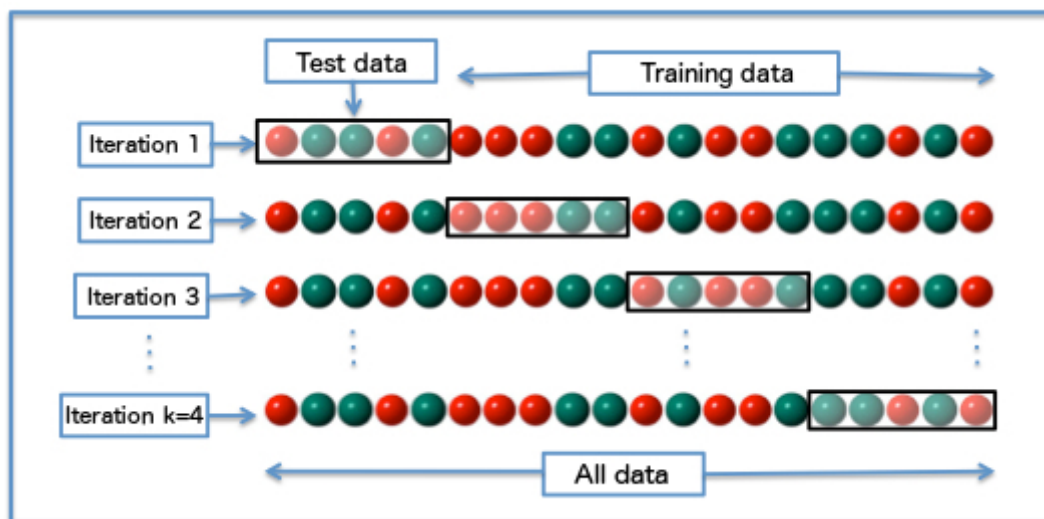 Test data
Training data
Iteration 1
Iteration 2
Iteration 3
Iteration k=4
All data